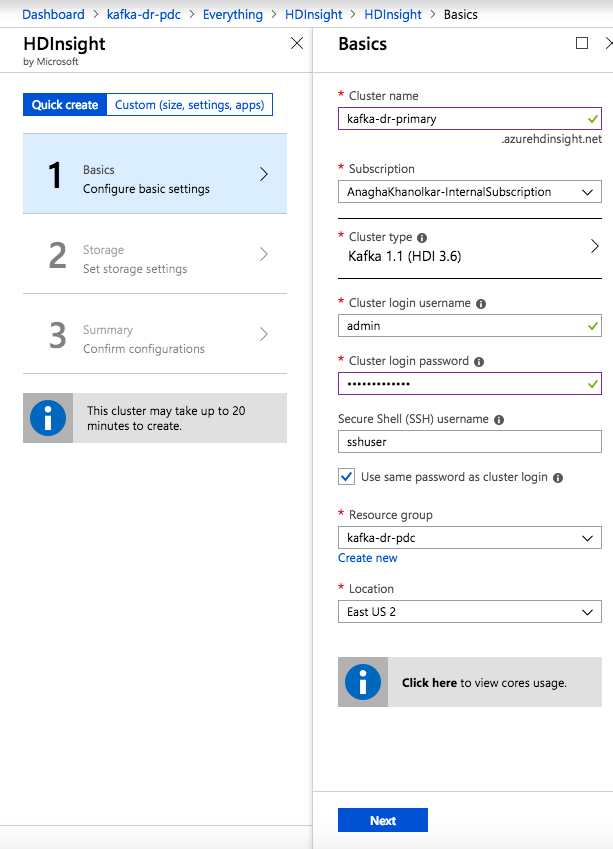 Dashboard > kafka-dr-pdc > Everything > HDInsight > HDInsight > Basics
HDInsight
by Microsoft
Quick create
Custom (size, settings, apps)
1
Basics
Configure basic settings
2
Storage
Set storage settings
3
Summary
Confirm configurations
This cluster may take up to 20
minutes to create.
Basics
* Cluster name
kafka-dr-primary
.azurehdinsight.net
* Subscription
AnaghaKhanolkar-InternalSubscription
* Cluster type
Kafka 1.1 (HDI 3.6)
* Cluster login username
admin
* Cluster login password
•••••••••••••
Secure Shell (SSH) username
sshuser
Use same password as cluster login
* Resource group
kafka-dr-pdc
Create new
* Location
East US 2
Click here to view cores usage.
Next